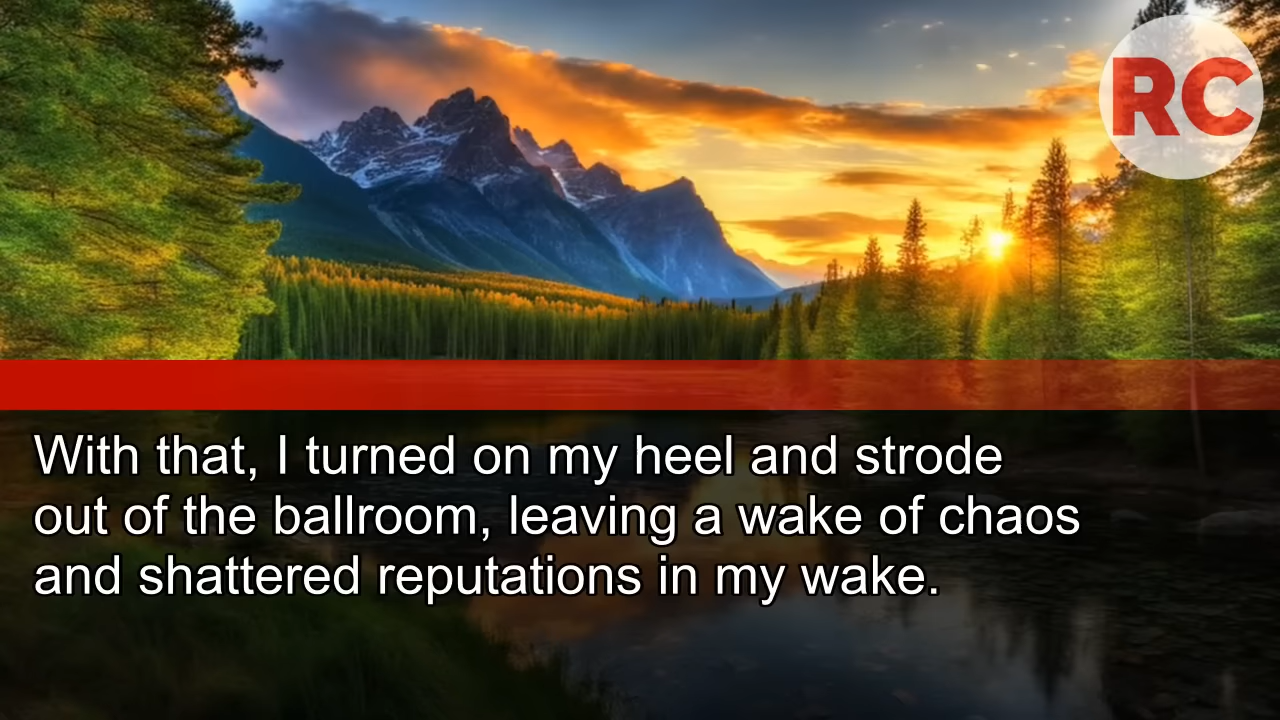 RC
With that, I turned on my heel and strode
out of the ballroom, leaving a wake of chaos
and shattered reputations in my wake.